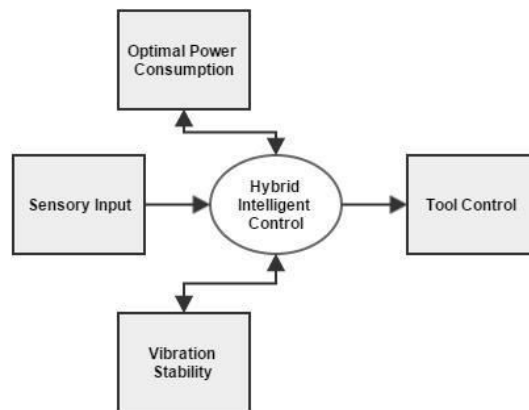 Optimal Power
Consumption
Sensory Input
Hybrid
Intelligent
Control
Tool Control
Vibration
Stability